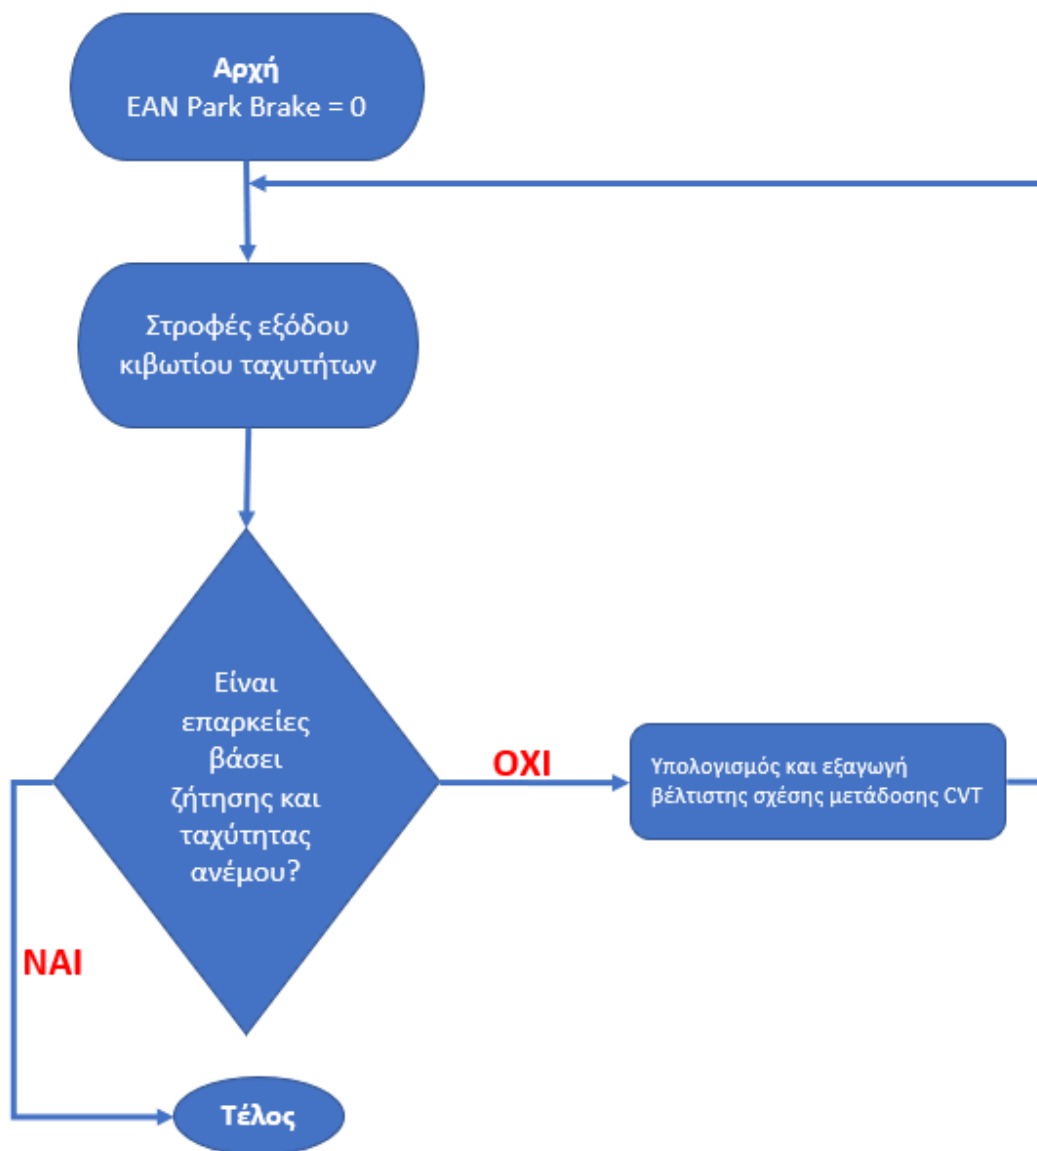 Αρχή
ΕΑΝ Park Brake = 0
Στροφές εξόδου
κιβωτίου ταχυτήτων
Είναι
επαρκείες
βάσει
ζήτησης και
ταχύτητας
ανέμου?
ΟΧΙ
Υπολογισμός και εξαγωγή
βέλτιστης σχέσης μετάδοσης CVT
ΝΑΙ
Τέλος